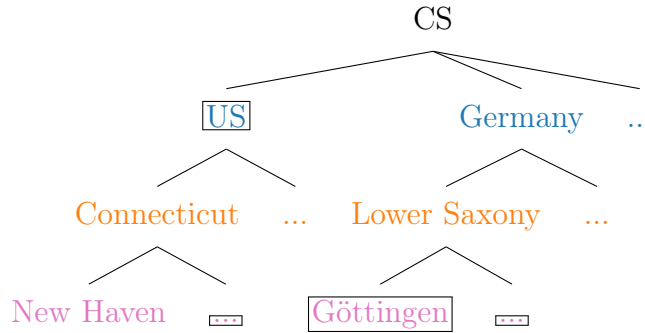 CS
US Germany ..
Connecticut ... Lower Saxony ...
New Haven ... Göttingen ...